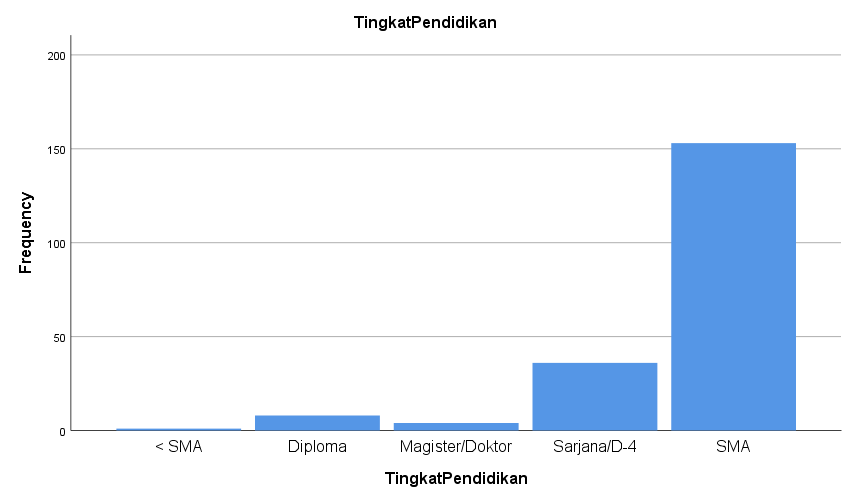 TingkatPendidikan
200
150
100
50
0
Frequency
< SMA
Diploma
Magister/Doktor
Sarjana/D-4
SMA
TingkatPendidikan